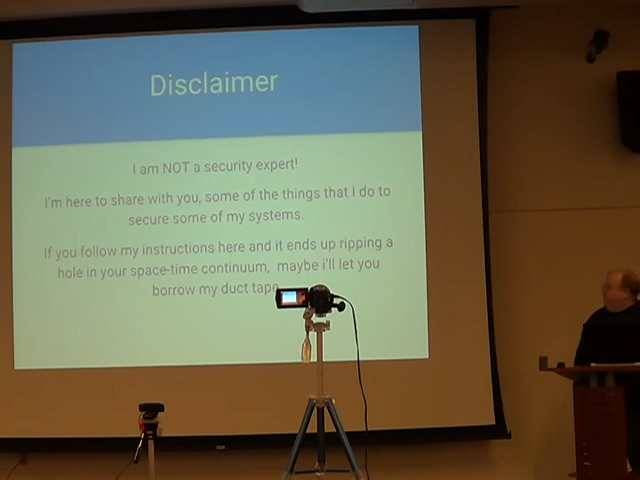 Disclaimer
I am NOT a security expert!
I'm here to share with you, some of the things that I do to
secure some of my systems.
If you follow my instructions here and it ends up ripping a
hole in your space-time continuum, maybe i'll let you
borrow my duct tape